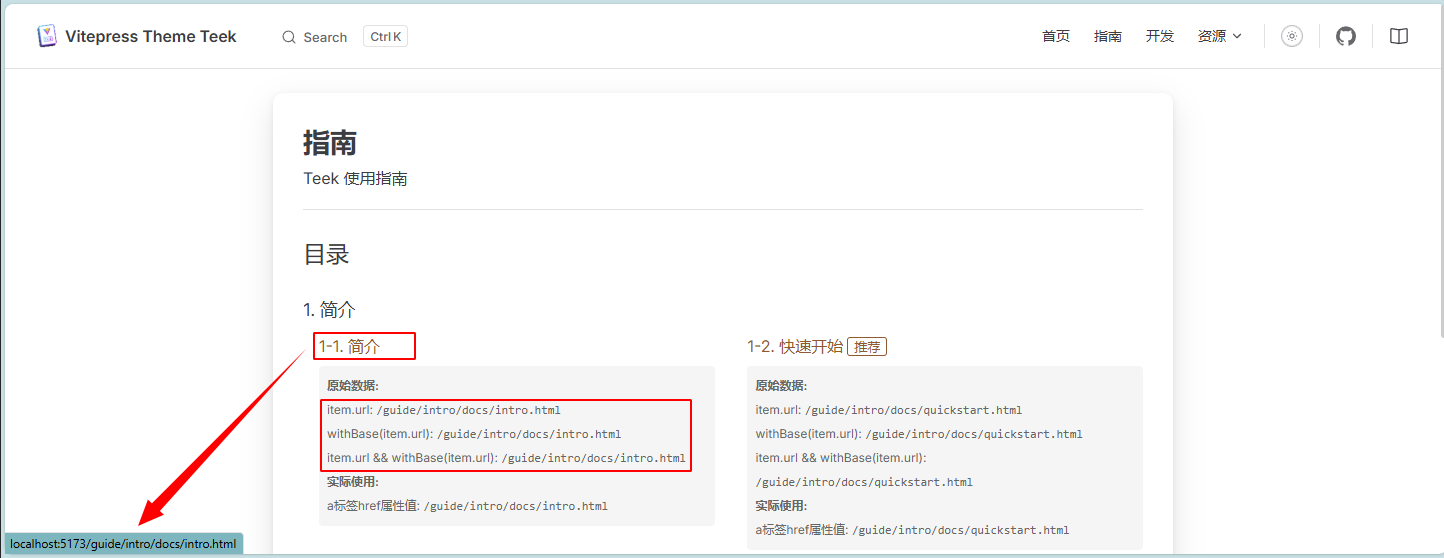 Vitepress Theme Teek
Search Ctrl K
首页 指南 开发 资源
指南
Teek 使用指南
目录
1. 简介
1-1. 简介
原始数据:
item.url: /guide/intro/docs/intro.html
withBase(item.url): /guide/intro/docs/intro.html
item.url && withBase(item.url): /guide/intro/docs/intro.html
实际使用:
a标签href属性值: /guide/intro/docs/intro.html
1-2. 快速开始 推荐
原始数据:
item.url: /guide/intro/docs/quickstart.html
withBase(item.url): /guide/intro/docs/quickstart.html
item.url && withBase(item.url):
/guide/intro/docs/quickstart.html
实际使用:
a标签href属性值: /guide/intro/docs/quickstart.html
localhost:5173/guide/intro/docs/intro.html